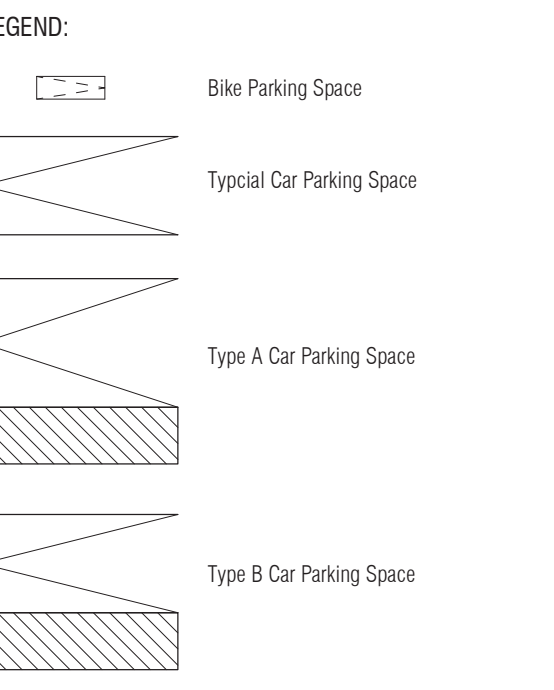 EGEND:
Bike Parking Space
Typcial Car Parking Space
Type A Car Parking Space
Type B Car Parking Space